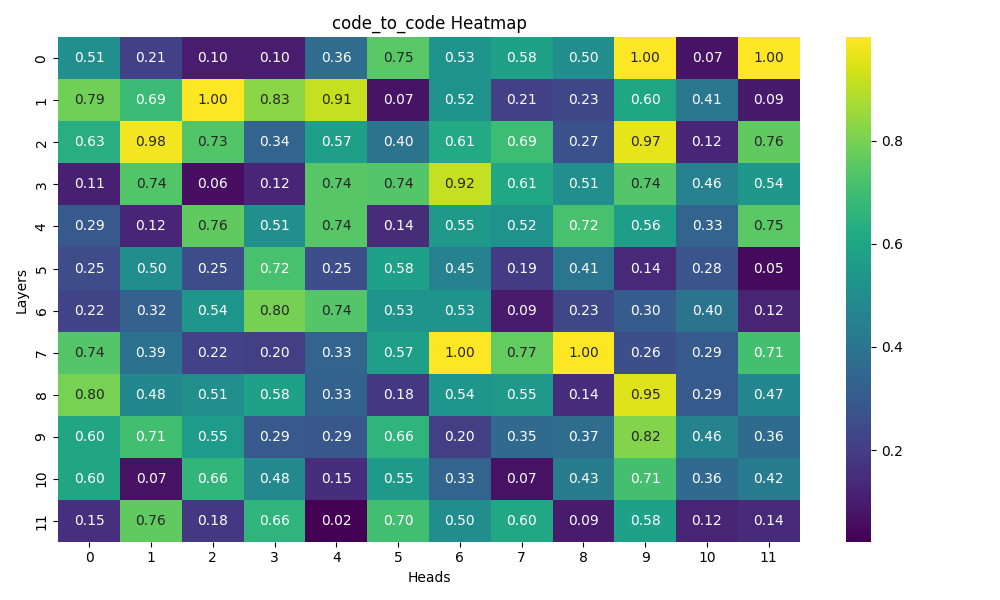 code_to_code Heatmap
0 0.51 0.21 0.10 0.10 0.36 0.75 0.53 0.58 0.50 1.00 0.07 1.00
1 0.79 0.69 1.00 0.83 0.91 0.07 0.52 0.21 0.23 0.60 0.41 0.09
2 0.63 0.98 0.73 0.34 0.57 0.40 0.61 0.69 0.27 0.97 0.12 0.76
3 0.11 0.74 0.06 0.12 0.74 0.74 0.92 0.61 0.51 0.74 0.46 0.54
4 0.29 0.12 0.76 0.51 0.74 0.14 0.55 0.52 0.72 0.56 0.33 0.75
5 0.25 0.50 0.25 0.72 0.25 0.58 0.45 0.19 0.41 0.14 0.28 0.05
6 0.22 0.32 0.54 0.80 0.74 0.53 0.53 0.09 0.23 0.30 0.40 0.12
7 0.74 0.39 0.22 0.20 0.33 0.57 1.00 0.77 1.00 0.26 0.29 0.71
8 0.80 0.48 0.51 0.58 0.33 0.18 0.54 0.55 0.14 0.95 0.29 0.47
9 0.60 0.71 0.55 0.29 0.29 0.66 0.20 0.35 0.37 0.82 0.46 0.36
10 0.60 0.07 0.66 0.48 0.15 0.55 0.33 0.07 0.43 0.71 0.36 0.42
11 0.15 0.76 0.18 0.66 0.02 0.70 0.50 0.60 0.09 0.58 0.12 0.14
0 1 2 3 4 5 6 7 8 9 10 11
Heads
Layers
0.8
0.6
0.4
0.2